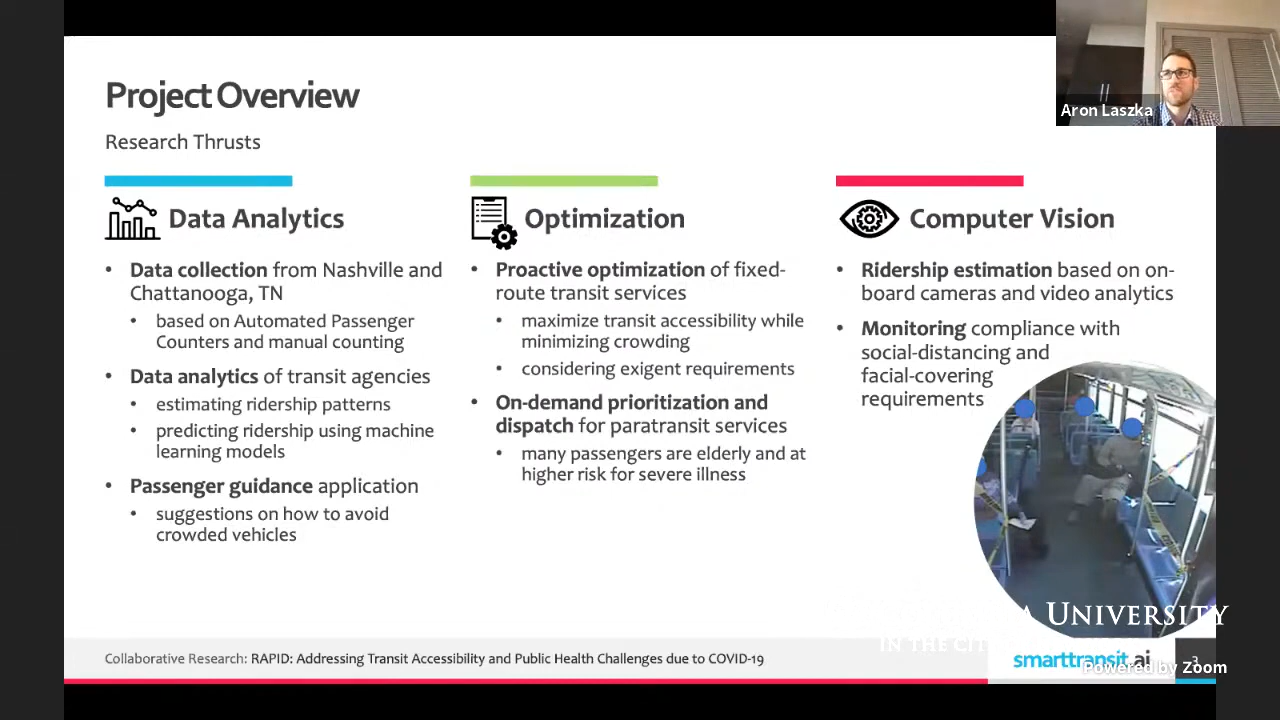 Project Overview
Research Thrusts
Aron Laszka
Data Analytics
• Data collection from Nashville and
Chattanooga, TN
• based on Automated Passenger
Counters and manual counting
• Data analytics of transit agencies
• estimating ridership patterns
• predicting ridership using machine
learning models
• Passenger guidance application
• suggestions on how to avoid
crowded vehicles
Optimization
• Proactive optimization of fixed-
route transit services
• maximize transit accessibility while
minimizing crowding
• considering exigent requirements
• On-demand prioritization and
dispatch for paratransit services
• many passengers are elderly and at
higher risk for severe illness
Computer Vision
• Ridership estimation based on on-
board cameras and video analytics
• Monitoring compliance with
social-distancing and
facial-covering
requirements
UNIVERSITY
IN THE
Collaborative Research: RAPID: Addressing Transit Accessibility and Public Health Challenges due to COVID-19
smarttransit.ai
3
Powered by Zoom